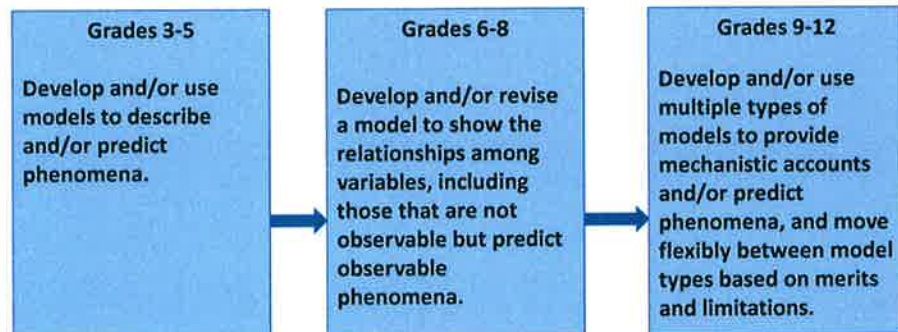 Grades 3-5
Develop and/or use
models to describe
and/or predict
phenomena.
Grades 6-8
Develop and/or revise
a model to show the
relationships among
variables, including
those that are not
observable but predict
observable
phenomena.
Grades 9-12
Develop and/or use
multiple types of
models to provide
mechanistic accounts
and/or predict
phenomena, and move
flexibly between model
types based on merits
and limitations.